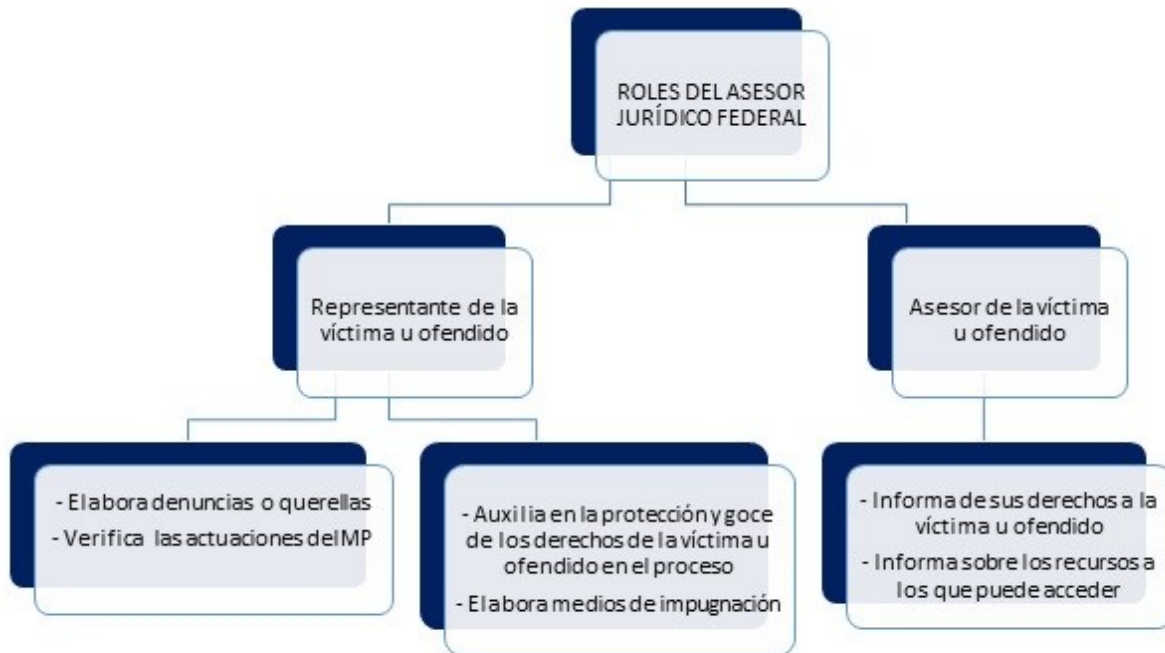 ROLES DEL ASESOR
JURÍDICO FEDERAL
Representante de la
víctima u ofendido
Asesor de la víctima
u ofendido
- Elabora denuncias o querellas
- Verifica las actuaciones del MP
- Auxilia en la protección y goce
de los derechos de la víctima u
ofendido en el proceso
- Elabora medios de impugnación
- Informa de sus derechos a la
víctima u ofendido
- Informa sobre los recursos a
los que puede acceder